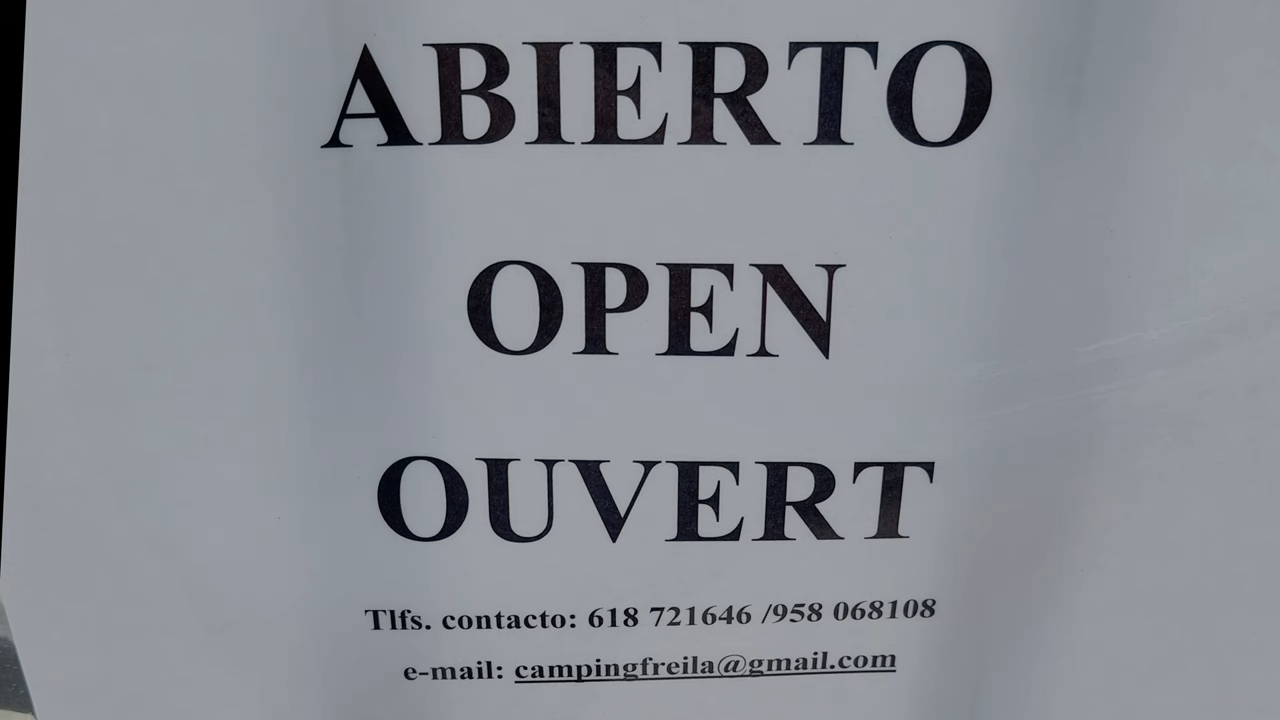 ABIERTO
OPEN
OUVERT
Tlfs. contacto: 618 721646 /958 068108
e-mail: campingfreila@gmail.com